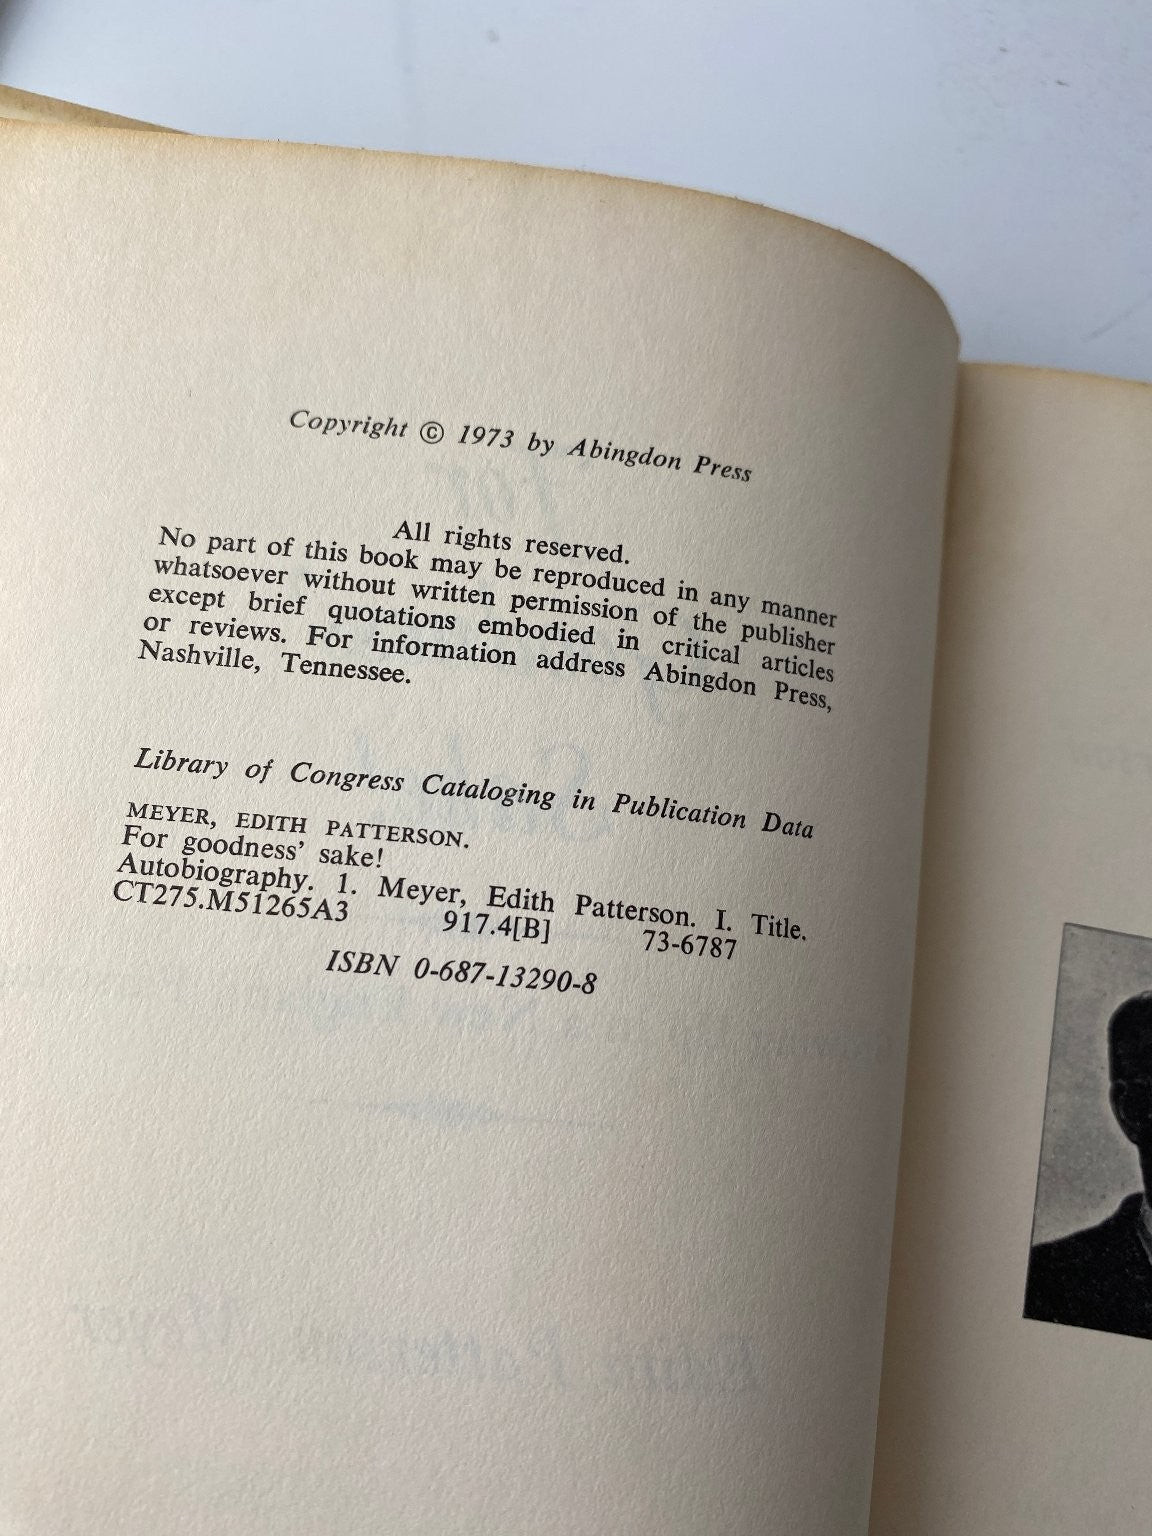 Copyright © 1973 by Abingdon Press
All rights reserved.
No part of this book may be reproduced in any manner
whatsoever without written permission of the publisher
except brief quotations embodied in critical articles
or reviews. For information address Abingdon Press,
Nashville, Tennessee.
Library of Congress Cataloging in Publication Data
MEYER, EDITH PATTERSON.
For goodness' sake!
Autobiography. 1. Meyer, Edith Patterson. I. Title.
CT275.M51265A3 917.4[B] 73-6787
ISBN 0-687-13290-8